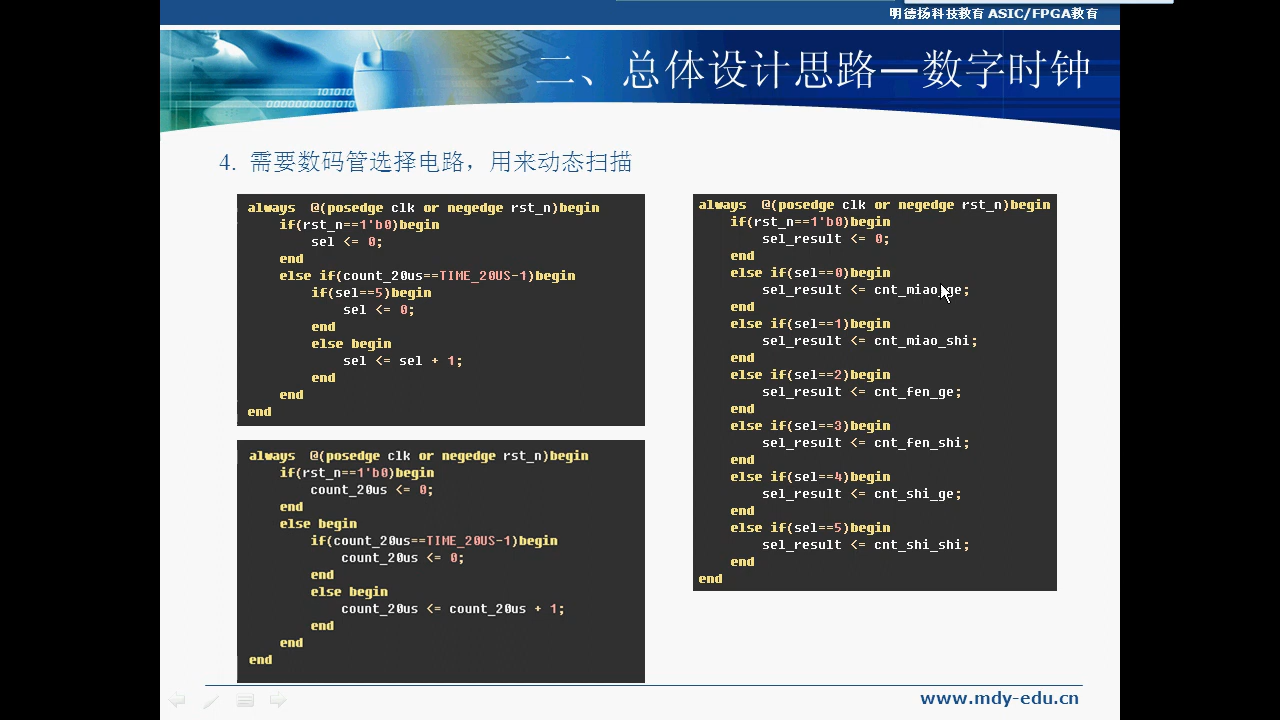 明德扬科技教育 ASIC/FPGA教育
二、总体设计思路—数字时钟
101010
0000000001010
4. 需要数码管选择电路，用来动态扫描
always @(posedge clk or negedge rst_n)begin
if(rst_n==1'b0)begin
sel <= 0;
end
else if(count_20us==TIME_20US-1)begin
if(sel==5)begin
sel <= 0;
end
else begin
sel <= sel + 1;
end
end
end
always @(posedge clk or negedge rst_n)begin
if(rst_n==1'b0)begin
count_20us <= 0;
end
else begin
if(count_20us==TIME_20US-1)begin
count_20us <= 0;
end
else begin
count_20us <= count_20us + 1;
end
end
end
always @(posedge clk or negedge rst_n)begin
if(rst_n==1'b0)begin
sel_result <= 0;
end
else if(sel==0)begin
sel_result <= cnt_miao_ge;
end
else if(sel==1)begin
sel_result <= cnt_miao_shi;
end
else if(sel==2)begin
sel_result <= cnt_fen_ge;
end
else if(sel==3)begin
sel_result <= cnt_fen_shi;
end
else if(sel==4)begin
sel_result <= cnt_shi_ge;
end
else if(sel==5)begin
sel_result <= cnt_shi_shi;
end
end
www.mdy-edu.cn